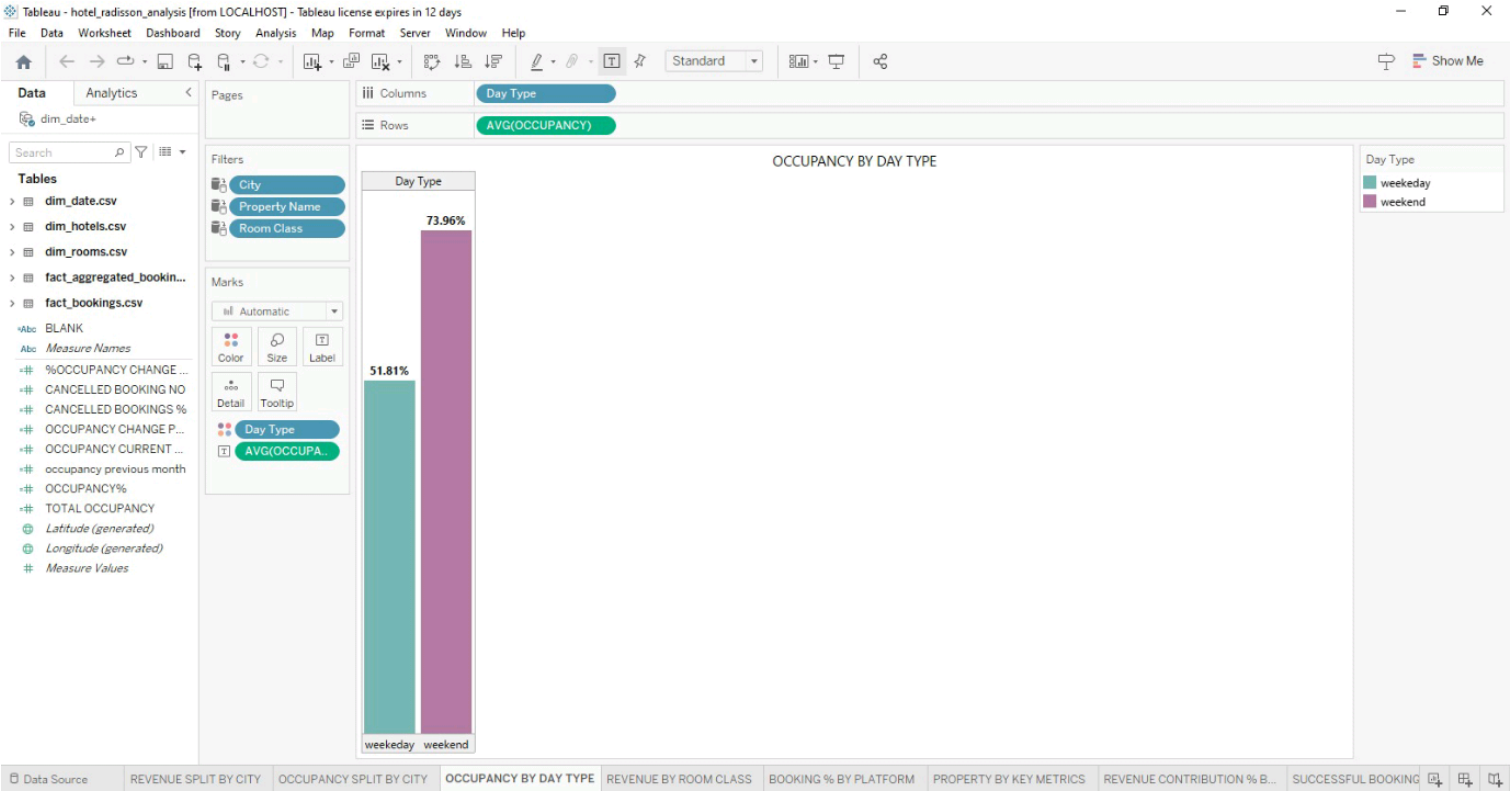 Tableau - hotel_radisson_analysis [from LOCALHOST] - Tableau license expires in 12 days
File Data Worksheet Dashboard Story Analysis Map Format Server Window Help
Standard
Show Me
Data Analytics
dim_date+
Search
Tables
dim_date.csv
dim_hotels.csv
dim_rooms.csv
fact_aggregated_bookin...
fact_bookings.csv
Abc BLANK
Abc Measure Names
%OCCUPANCY CHANGE ...
CANCELLED BOOKING NO
CANCELLED BOOKINGS %
OCCUPANCY CHANGE P...
OCCUPANCY CURRENT ...
occupancy previous month
OCCUPANCY%
TOTAL OCCUPANCY
Latitude (generated)
Longitude (generated)
Measure Values
Pages
Filters
City
Property Name
Room Class
Marks
Automatic
Color Size Label
Detail Tooltip
Day Type
AVG(OCCUPA..
Columns Day Type
Rows AVG(OCCUPANCY)
OCCUPANCY BY DAY TYPE
Day Type
73.96%
51.81%
weekeday weekend
Day Type
weekeday
weekend
Data Source REVENUE SPLIT BY CITY OCCUPANCY SPLIT BY CITY OCCUPANCY BY DAY TYPE REVENUE BY ROOM CLASS BOOKING % BY PLATFORM PROPERTY BY KEY METRICS REVENUE CONTRIBUTION % B... SUCCESSFUL BOOKING